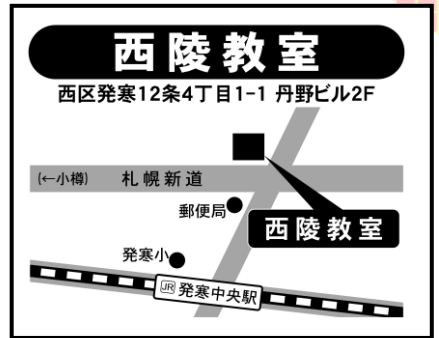 西陵教室
西区発寒12条4丁目1-1 丹野ビル2F
(←小樽) 札幌新道
郵便局
西陵教室
発寒小
JR 発寒中央駅